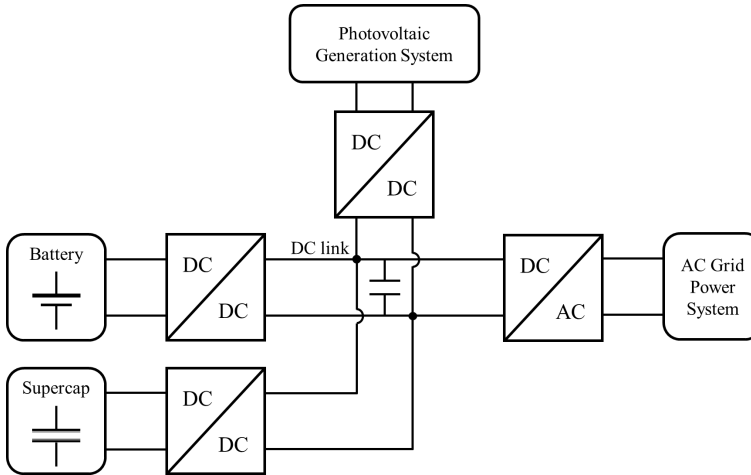 Photovoltaic
Generation System
DC
DC
DC link
Battery
DC
DC
DC
AC
AC Grid
Power
System
Supercap
DC
DC